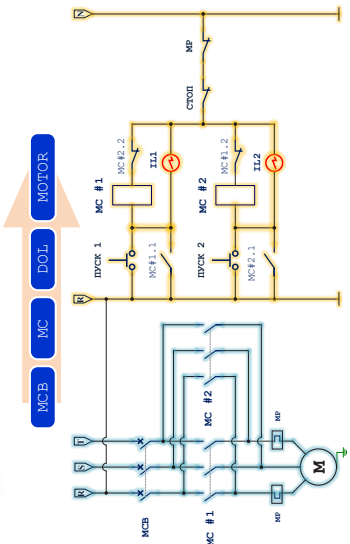 N
MP
СТОП
MC#2.2
IL1
MC#1.2
IL2
MC #1
MC #2
ПУСК 1
MC#1.1
ПУСК 2
MC#2.1
R
MOTOR
DOL
MC
MCB
T
S
R
MCB
MC #2
MC #1
MP
MP
M